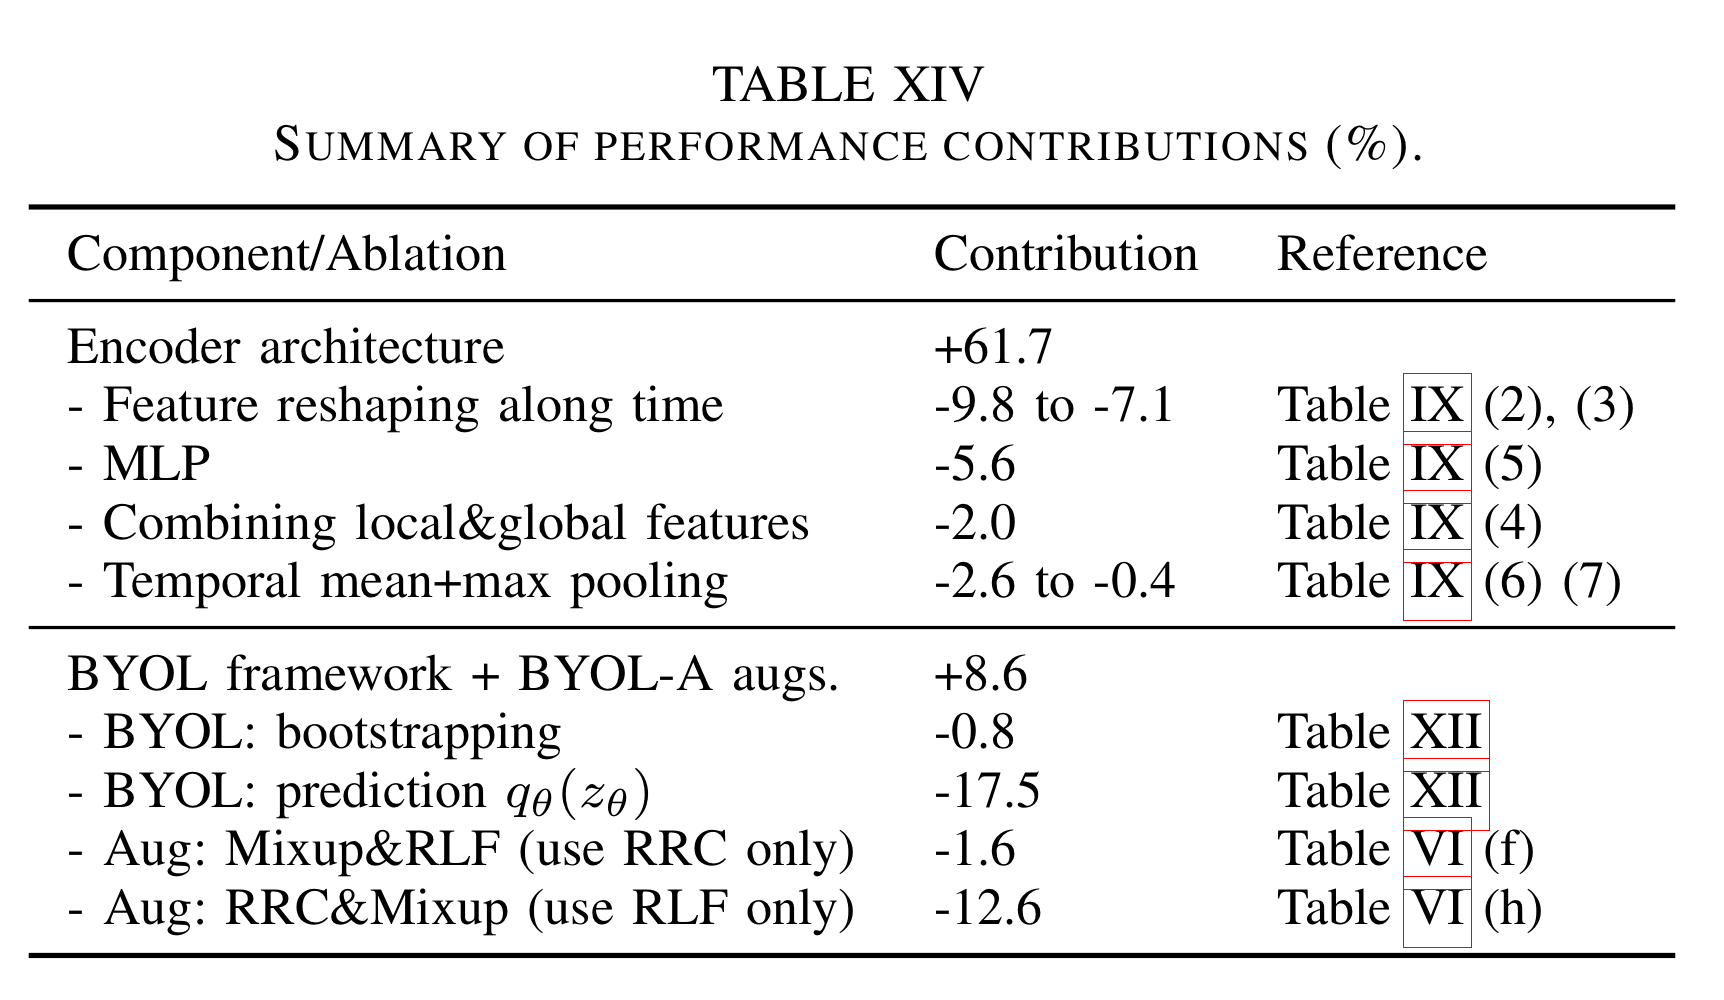 TABLE XIV
SUMMARY OF PERFORMANCE CONTRIBUTIONS (%).
Component/Ablation Contribution Reference
Encoder architecture +61.7
- Feature reshaping along time -9.8 to -7.1 Table IX (2), (3)
- MLP -5.6 Table IX (5)
- Combining local&global features -2.0 Table IX (4)
- Temporal mean+max pooling -2.6 to -0.4 Table IX (6) (7)
BYOL framework + BYOL-A augs. +8.6
- BYOL: bootstrapping -0.8 Table XII
- BYOL: prediction qθ(zθ) -17.5 Table XII
- Aug: Mixup&RLF (use RRC only) -1.6 Table VI (f)
- Aug: RRC&Mixup (use RLF only) -12.6 Table VI (h)